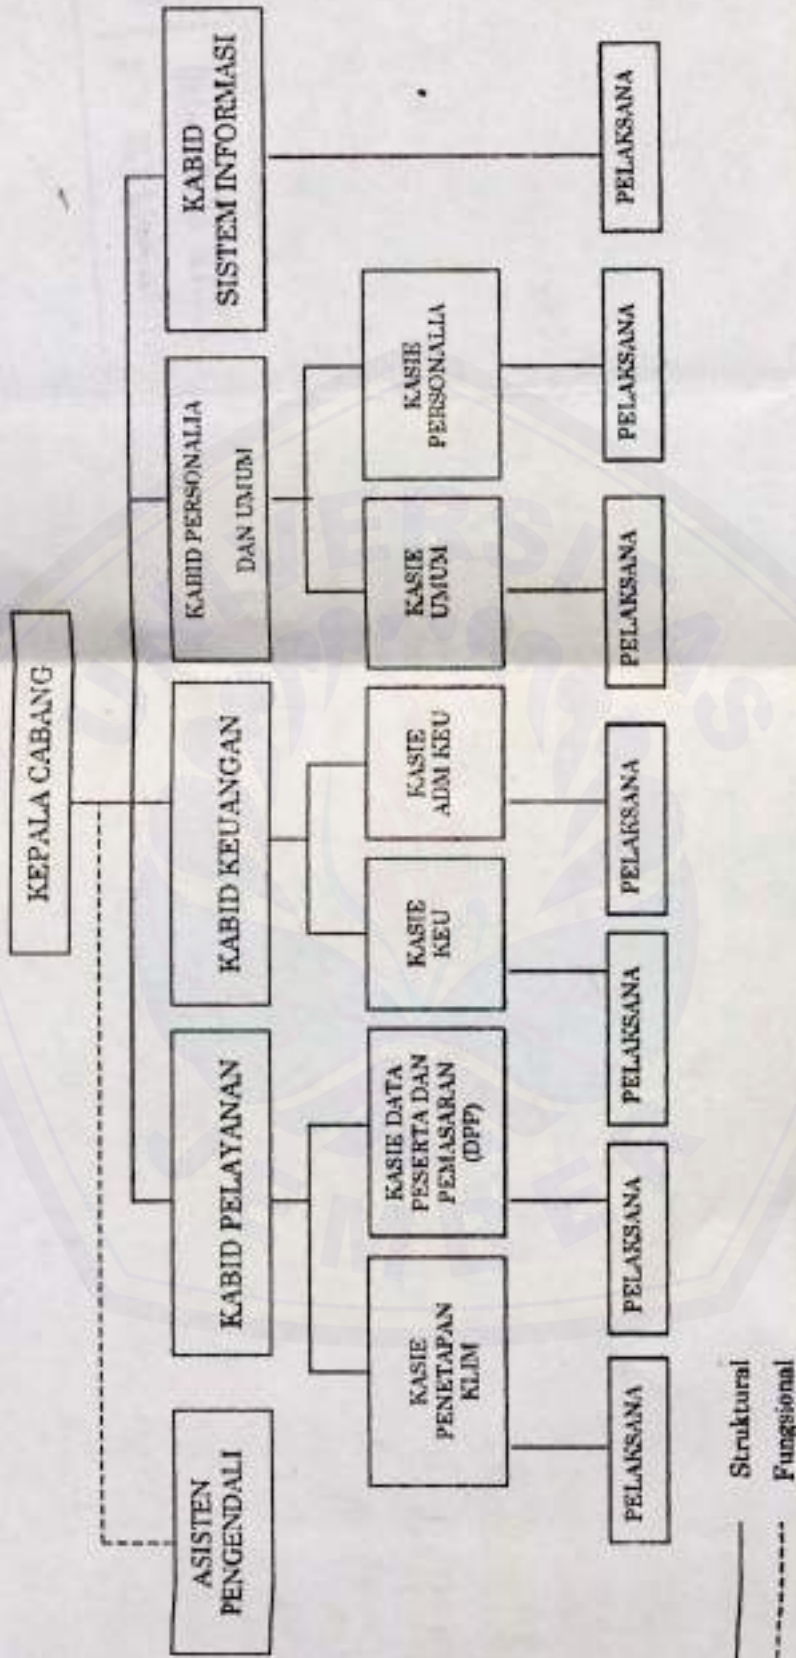 KEPALA CABANG
ASISTEN
PENGENDALI
KABID PELAYANAN
KABID KEUANGAN
KABID PERSONALIA
DAN UMUM
KABID
SISTEM INFORMASI
KASIE
PENETAPAN
KLIM
KASIE DATA
PESERTA DAN
PEMASARAN
(DPP)
KASIE
KEU
KASIE
ADM KEU
KASIE
UMUM
KASIE
PERSONALIA
PELAKSANA
PELAKSANA
PELAKSANA
PELAKSANA
PELAKSANA
PELAKSANA
PELAKSANA
Struktural
Fungsional
UNIVERSITAS
JEMBER